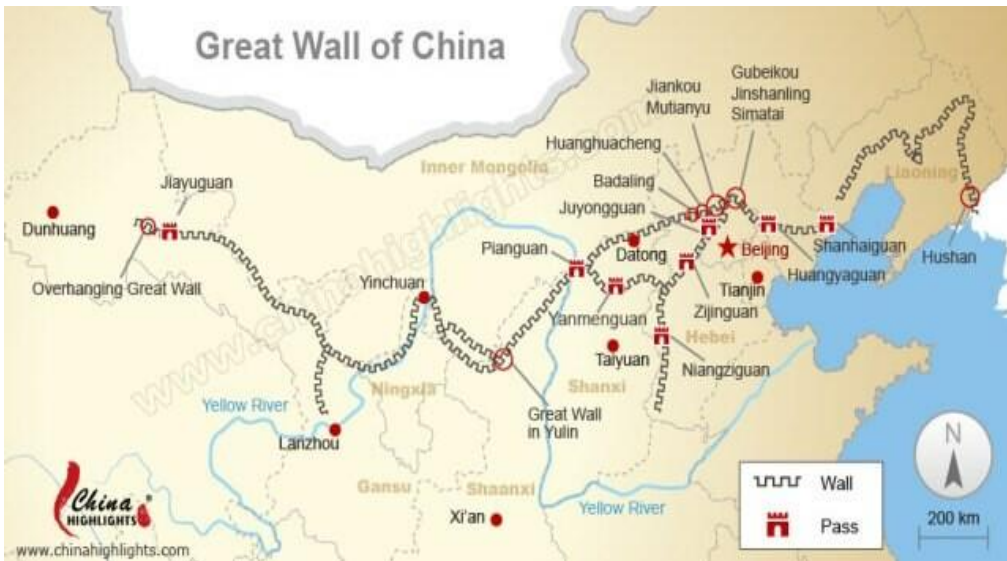 Great Wall of China
Gubeikou
Jinshanling
Simatai
Jiankou
Mutianyu
Huanghuacheng
Inner Mongolia
Badaling
Liaoning
Jiayuguan
Juyongguan
Dunhuang
Pianguan
Datong
Beijing
Shanhaiguan
Hushan
Overhanging Great Wall
Yinchuan
Tianjin
Huangyaguan
Zijinguan
Yanmenguan
Hebei
Taiyuan
Niangziguan
Ningxia
Shanxi
Yellow River
Great Wall
in Yulin
Lanzhou
Gansu
Shaanxi
Xi'an
Yellow River
Wall
Pass
N
200 km
China
HIGHLIGHTS
®
www.chinahighlights.com
www.chinahighlights.com